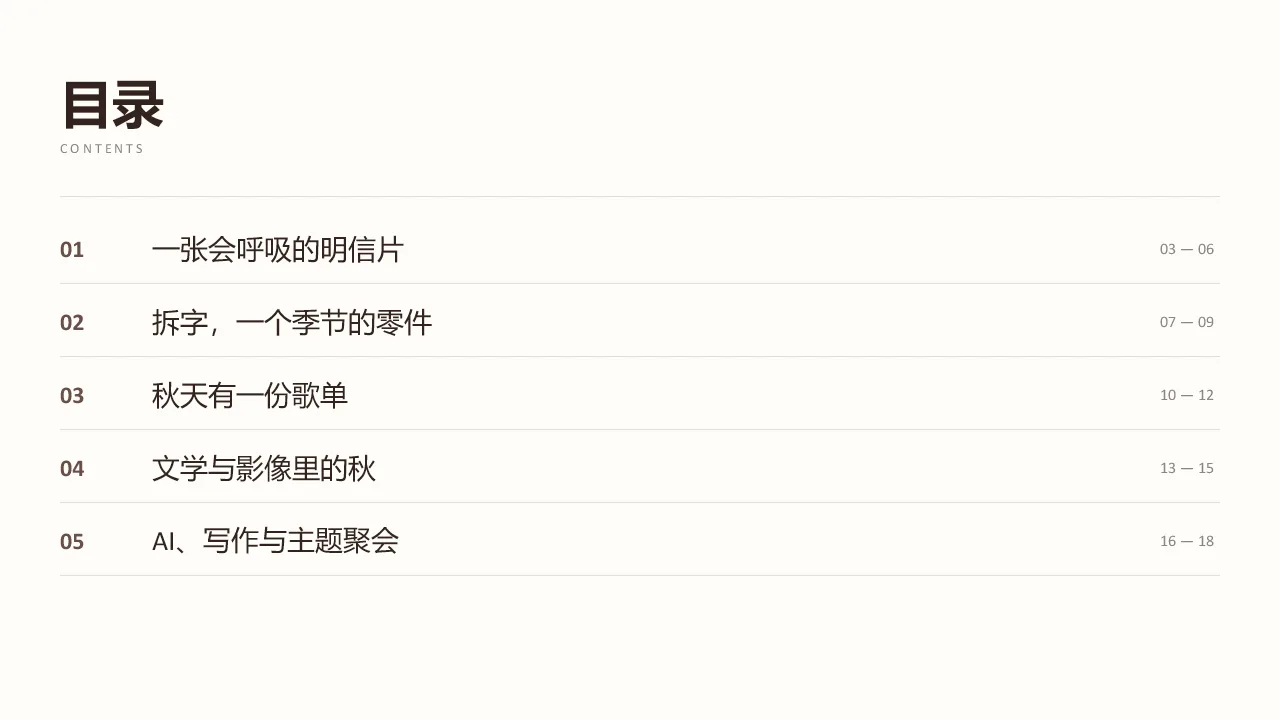 目录
CONTENTS
01 一张会呼吸的明信片 03 — 06
02 拆字，一个季节的零件 07 — 09
03 秋天有一份歌单 10 — 12
04 文学与影像里的秋 13 — 15
05 AI、写作与主题聚会 16 — 18